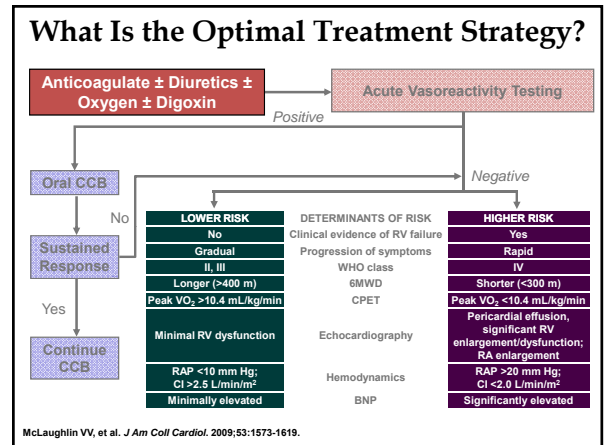 What Is the Optimal Treatment Strategy?
Anticoagulate ± Diuretics ±
Oxygen ± Digoxin
Acute Vasoreactivity Testing
Positive
Negative
Oral CCB
No
Sustained
Response
Yes
Continue
CCB
LOWER RISK DETERMINANTS OF RISK HIGHER RISK
No Clinical evidence of RV failure Yes
Gradual Progression of symptoms Rapid
II, III WHO class IV
Longer (>400 m) 6MWD Shorter (<300 m)
Peak VO₂ >10.4 mL/kg/min CPET Peak VO₂ <10.4 mL/kg/min
Minimal RV dysfunction Echocardiography Pericardial effusion,
significant RV
enlargement/dysfunction;
RA enlargement
RAP <10 mm Hg;
CI >2.5 L/min/m² Hemodynamics RAP >20 mm Hg;
CI <2.0 L/min/m²
Minimally elevated BNP Significantly elevated
McLaughlin VV, et al. J Am Coll Cardiol. 2009;53:1573-1619.